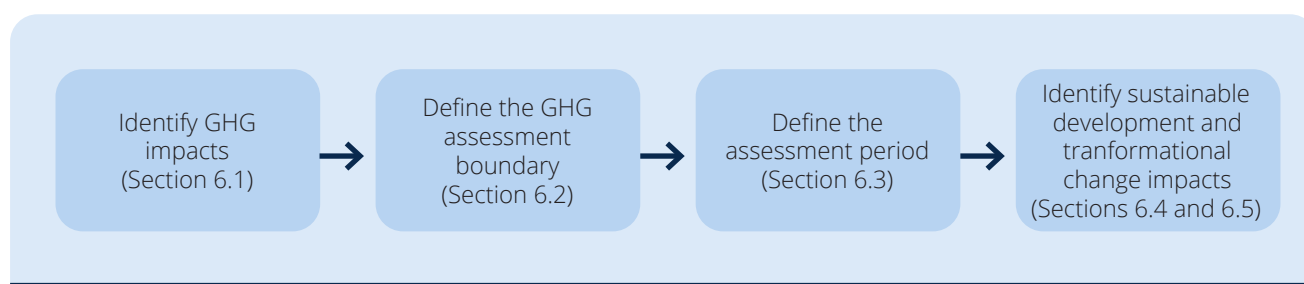 Identify GHG
impacts
(Section 6.1)
Define the GHG
assessment
boundary
(Section 6.2)
Define the
assessment period
(Section 6.3)
Identify sustainable
development and
tranformational
change impacts
(Sections 6.4 and 6.5)